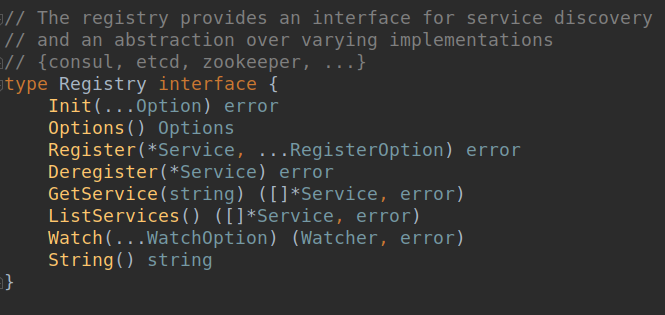 // The registry provides an interface for service discovery
// and an abstraction over varying implementations
// {consul, etcd, zookeeper, ...}
type Registry interface {
    Init(...Option) error
    Options() Options
    Register(*Service, ...RegisterOption) error
    Deregister(*Service) error
    GetService(string) ([]*Service, error)
    ListServices() ([]*Service, error)
    Watch(...WatchOption) (Watcher, error)
    String() string
}